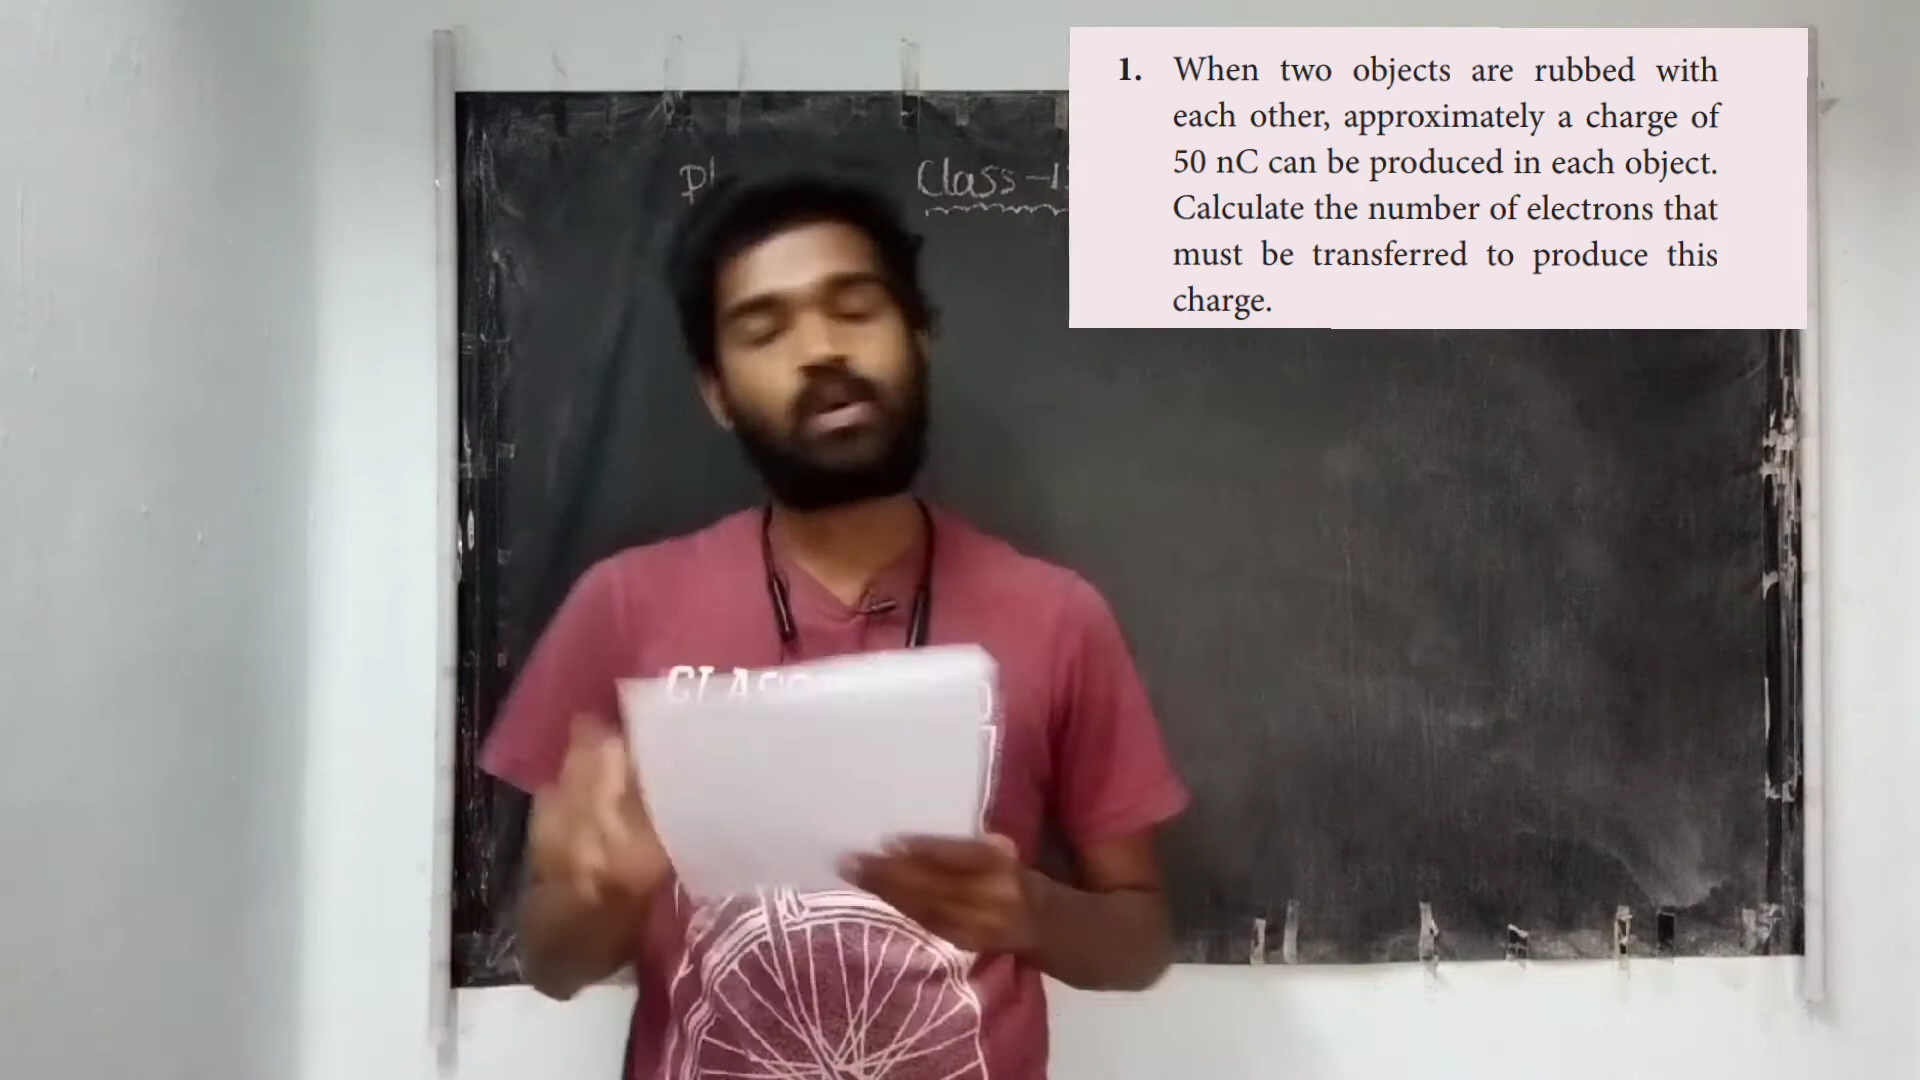 1. When two objects are rubbed with
each other, approximately a charge of
50 nC can be produced in each object.
Calculate the number of electrons that
must be transferred to produce this
charge.
Class-1